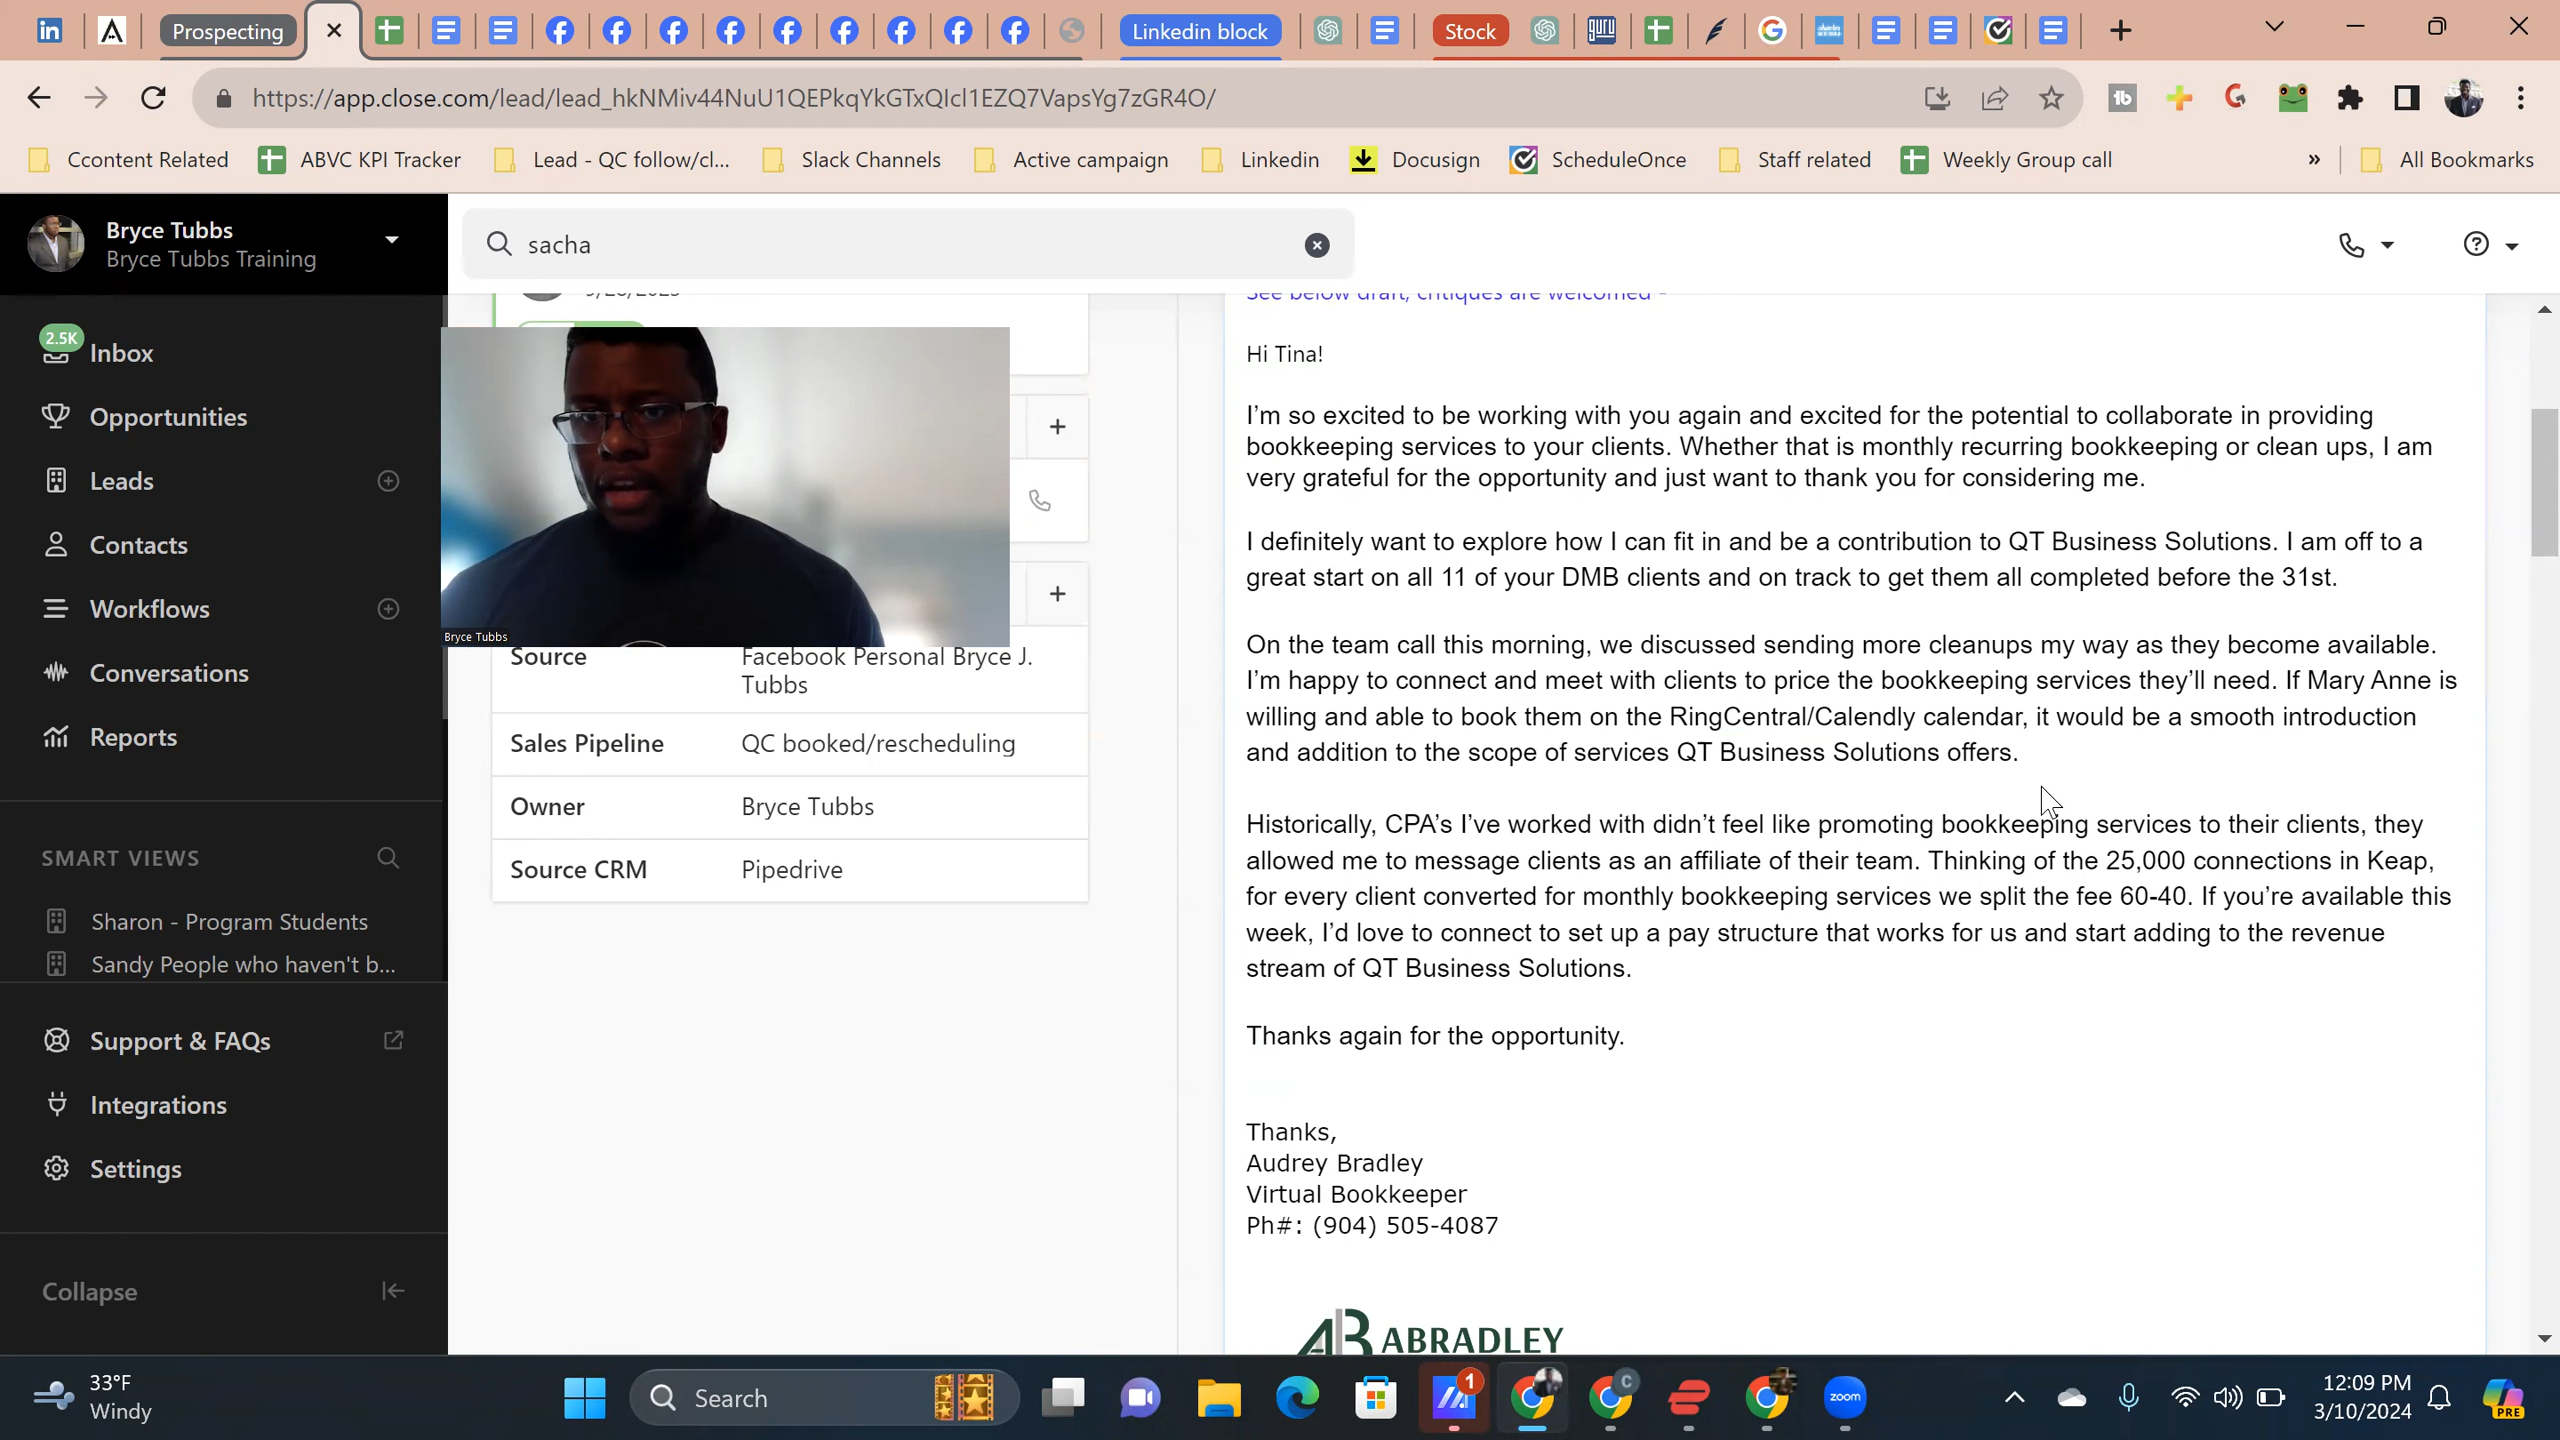 Prospecting
Linkedin block
Stock
https://app.close.com/lead/lead_hkNMiv44NuU1QEPkqYkGTxQIcl1EZQ7VapsYg7zGR4O/
Ccontent Related
ABVC KPI Tracker
Lead - QC follow/cl...
Slack Channels
Active campaign
Linkedin
Docusign
ScheduleOnce
Staff related
Weekly Group call
»
All Bookmarks
Bryce Tubbs
Bryce Tubbs Training
sacha
2.5K
Inbox
Opportunities
Leads
Contacts
Workflows
Conversations
Reports
SMART VIEWS
Sharon - Program Students
Sandy People who haven't b...
Support & FAQs
Integrations
Settings
Collapse
Bryce Tubbs
Source
Facebook Personal Bryce J.
Tubbs
Sales Pipeline
QC booked/rescheduling
Owner
Bryce Tubbs
Source CRM
Pipedrive
See below draft, critiques are welcomed -
Hi Tina!
I'm so excited to be working with you again and excited for the potential to collaborate in providing
bookkeeping services to your clients. Whether that is monthly recurring bookkeeping or clean ups, I am
very grateful for the opportunity and just want to thank you for considering me.
I definitely want to explore how I can fit in and be a contribution to QT Business Solutions. I am off to a
great start on all 11 of your DMB clients and on track to get them all completed before the 31st.
On the team call this morning, we discussed sending more cleanups my way as they become available.
I'm happy to connect and meet with clients to price the bookkeeping services they'll need. If Mary Anne is
willing and able to book them on the RingCentral/Calendly calendar, it would be a smooth introduction
and addition to the scope of services QT Business Solutions offers.
Historically, CPA's I've worked with didn't feel like promoting bookkeeping services to their clients, they
allowed me to message clients as an affiliate of their team. Thinking of the 25,000 connections in Keap,
for every client converted for monthly bookkeeping services we split the fee 60-40. If you're available this
week, I'd love to connect to set up a pay structure that works for us and start adding to the revenue
stream of QT Business Solutions.
Thanks again for the opportunity.
Thanks,
Audrey Bradley
Virtual Bookkeeper
Ph#: (904) 505-4087
AB ABRADLEY
33°F
Windy
Search
1
C
zoom
12:09 PM
3/10/2024
PRE